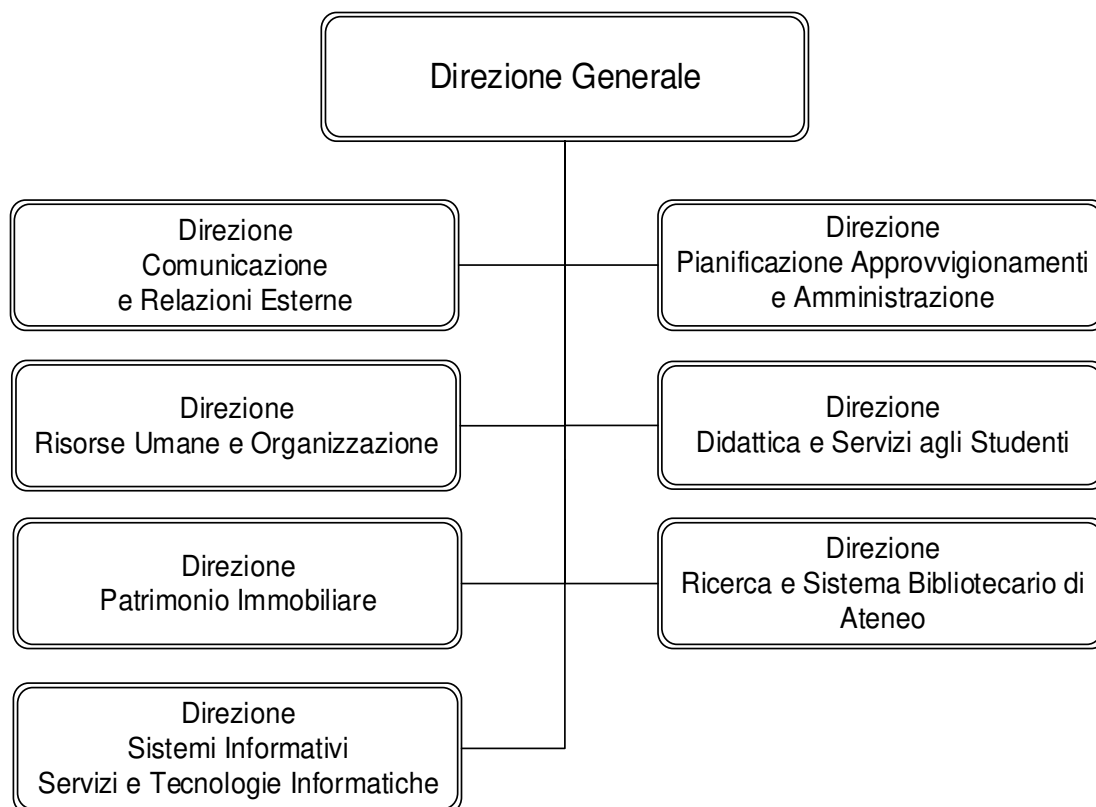 Direzione Generale
Direzione
Comunicazione
e Relazioni Esterne
Direzione
Pianificazione Approvvigionamenti
e Amministrazione
Direzione
Risorse Umane e Organizzazione
Direzione
Didattica e Servizi agli Studenti
Direzione
Patrimonio Immobiliare
Direzione
Ricerca e Sistema Bibliotecario di
Ateneo
Direzione
Sistemi Informativi
Servizi e Tecnologie Informatiche